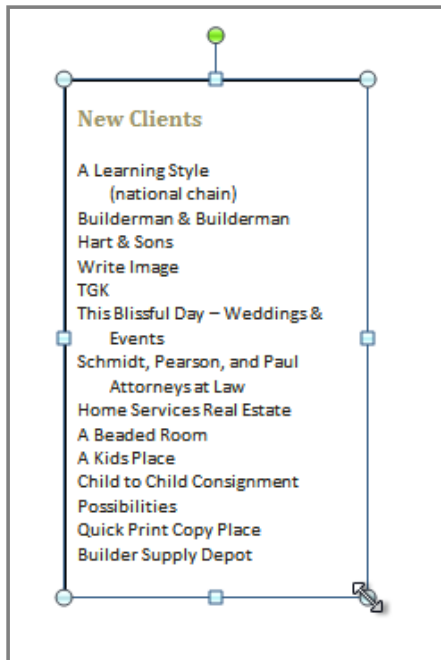 New Clients
A Learning Style
(national chain)
Builderman & Builderman
Hart & Sons
Write Image
TGK
This Blissful Day – Weddings &
Events
Schmidt, Pearson, and Paul
Attorneys at Law
Home Services Real Estate
A Beaded Room
A Kids Place
Child to Child Consignment
Possibilities
Quick Print Copy Place
Builder Supply Depot